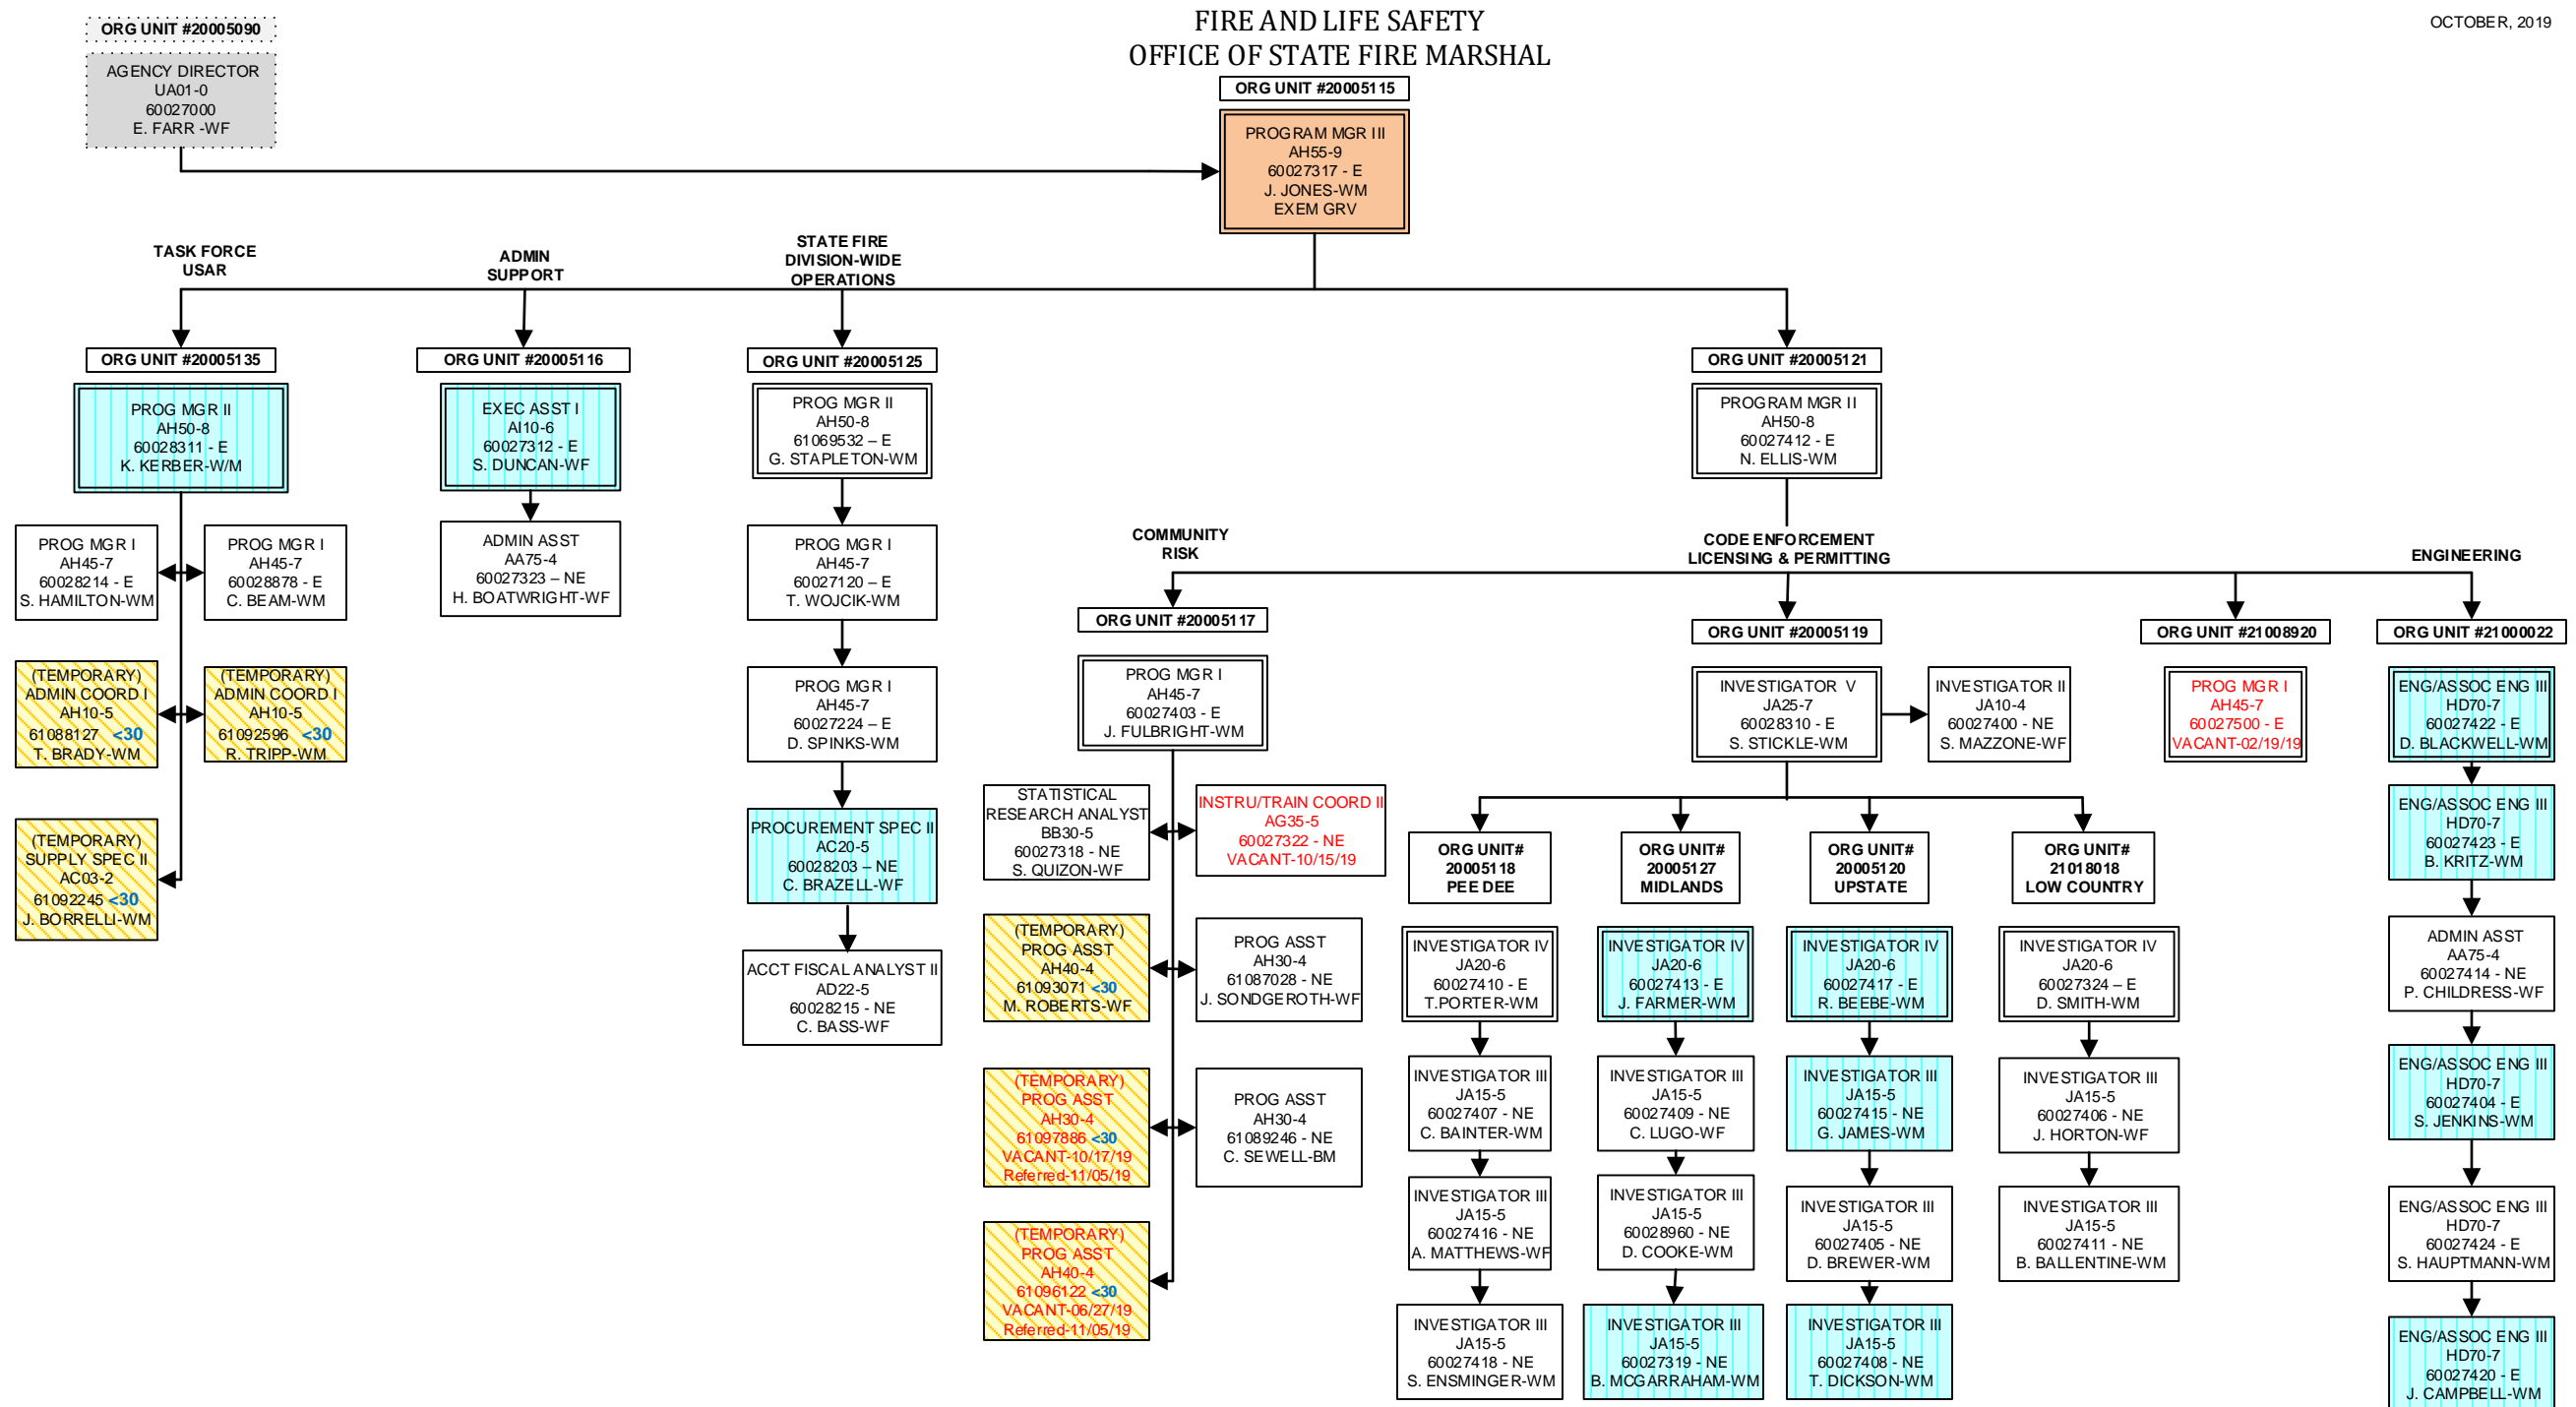 FIRE AND LIFE SAFETY
OFFICE OF STATE FIRE MARSHAL
OCTOBER, 2019
ORG UNIT #20005090
AGENCY DIRECTOR
UA01-0
60027000
E. FARR -WF
ORG UNIT #20005115
PROGRAM MGR III
AH55-9
60027317 - E
J. JONES-WM
EXEM GRV
TASK FORCE
USAR
ADMIN
SUPPORT
STATE FIRE
DIVISION-WIDE
OPERATIONS
ORG UNIT #20005135
PROG MGR II
AH50-8
60028311 - E
K. KERBER-W/M
PROG MGR I
AH45-7
60028214 - E
S. HAMILTON-WM
PROG MGR I
AH45-7
60028878 - E
C. BEAM-WM
(TEMPORARY)
ADMIN COORD I
AH10-5
61088127 <30
T. BRADY-WM
(TEMPORARY)
ADMIN COORD I
AH10-5
61092596 <30
R. TRIPP-WM
(TEMPORARY)
SUPPLY SPEC II
AC03-2
61092245 <30
J. BORRELLI-WM
ORG UNIT #20005116
EXEC ASST I
AI10-6
60027312 - E
S. DUNCAN-WF
ADMIN ASST
AA75-4
60027323 – NE
H. BOATWRIGHT-WF
ORG UNIT #20005125
PROG MGR II
AH50-8
61069532 – E
G. STAPLETON-WM
PROG MGR I
AH45-7
60027120 – E
T. WOJCIK-WM
PROG MGR I
AH45-7
60027224 – E
D. SPINKS-WM
PROCUREMENT SPEC II
AC20-5
60028203 – NE
C. BRAZELL-WF
ACCT FISCAL ANALYST II
AD22-5
60028215 - NE
C. BASS-WF
ORG UNIT #20005121
PROGRAM MGR II
AH50-8
60027412 - E
N. ELLIS-WM
COMMUNITY
RISK
CODE ENFORCEMENT
LICENSING & PERMITTING
ENGINEERING
ORG UNIT #20005117
PROG MGR I
AH45-7
60027403 - E
J. FULBRIGHT-WM
STATISTICAL
RESEARCH ANALYST
BB30-5
60027318 - NE
S. QUIZON-WF
INSTRU/TRAIN COORD II
AG35-5
60027322 - NE
VACANT-10/15/19
(TEMPORARY)
PROG ASST
AH40-4
61093071 <30
M. ROBERTS-WF
PROG ASST
AH30-4
61087028 - NE
J. SONDGEROTH-WF
(TEMPORARY)
PROG ASST
AH30-4
61097886 <30
VACANT-10/17/19
Referred-11/05/19
PROG ASST
AH30-4
61089246 - NE
C. SEWELL-BM
(TEMPORARY)
PROG ASST
AH40-4
61096122 <30
VACANT-06/27/19
Referred-11/05/19
ORG UNIT #20005119
INVESTIGATOR V
JA25-7
60028310 - E
S. STICKLE-WM
INVESTIGATOR II
JA10-4
60027400 - NE
S. MAZZONE-WF
ORG UNIT#
20005118
PEE DEE
INVESTIGATOR IV
JA20-6
60027410 - E
T.PORTER-WM
INVESTIGATOR III
JA15-5
60027407 - NE
C. BAINTER-WM
INVESTIGATOR III
JA15-5
60027416 - NE
A. MATTHEWS-WF
INVESTIGATOR III
JA15-5
60027418 - NE
S. ENSMINGER-WM
ORG UNIT#
20005127
MIDLANDS
INVESTIGATOR IV
JA20-6
60027413 - E
J. FARMER-WM
INVESTIGATOR III
JA15-5
60027409 - NE
C. LUGO-WF
INVESTIGATOR III
JA15-5
60028960 - NE
D. COOKE-WM
INVESTIGATOR III
JA15-5
60027319 - NE
B. MCGARRAHAM-WM
ORG UNIT#
20005120
UPSTATE
INVESTIGATOR IV
JA20-6
60027417 - E
R. BEEBE-WM
INVESTIGATOR III
JA15-5
60027415 - NE
G. JAMES-WM
INVESTIGATOR III
JA15-5
60027405 - NE
D. BREWER-WM
INVESTIGATOR III
JA15-5
60027408 - NE
T. DICKSON-WM
ORG UNIT#
21018018
LOW COUNTRY
INVESTIGATOR IV
JA20-6
60027324 – E
D. SMITH-WM
INVESTIGATOR III
JA15-5
60027406 - NE
J. HORTON-WF
INVESTIGATOR III
JA15-5
60027411 - NE
B. BALLENTINE-WM
ORG UNIT #21008920
PROG MGR I
AH45-7
60027500 - E
VACANT-02/19/19
ORG UNIT #21000022
ENG/ASSOC ENG III
HD70-7
60027422 - E
D. BLACKWELL-WM
ENG/ASSOC ENG III
HD70-7
60027423 - E
B. KRITZ-WM
ADMIN ASST
AA75-4
60027414 - NE
P. CHILDRESS-WF
ENG/ASSOC ENG III
HD70-7
60027404 - E
S. JENKINS-WM
ENG/ASSOC ENG III
HD70-7
60027424 - E
S. HAUPTMANN-WM
ENG/ASSOC ENG III
HD70-7
60027420 - E
J. CAMPBELL-WM